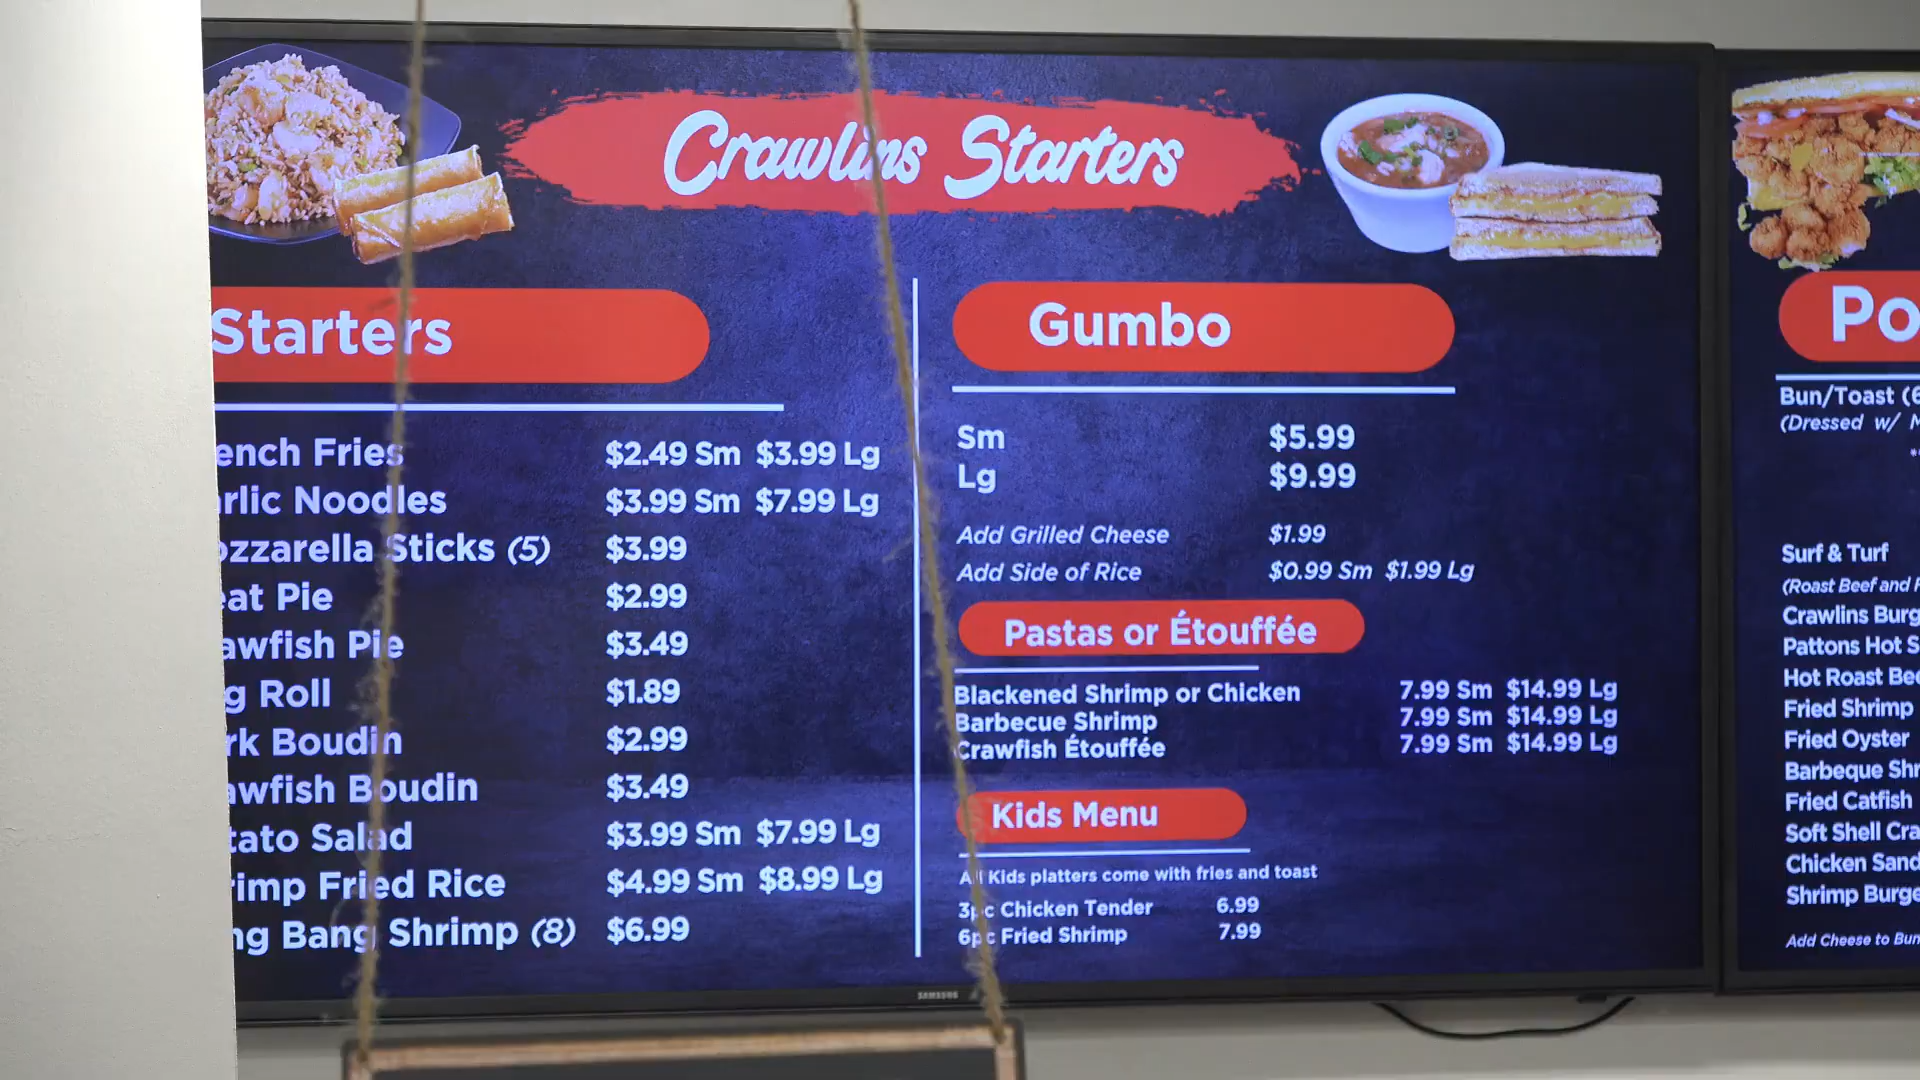 Crawlins Starters
Starters
ench Fries $2.49 Sm $3.99 Lg
rlic Noodles $3.99 Sm $7.99 Lg
ozzarella Sticks (5) $3.99
eat Pie $2.99
awfish Pie $3.49
g Roll $1.89
rk Boudin $2.99
awfish Boudin $3.49
tato Salad $3.99 Sm $7.99 Lg
rimp Fried Rice $4.99 Sm $8.99 Lg
ng Bang Shrimp (8) $6.99
Gumbo
Sm $5.99
Lg $9.99
Add Grilled Cheese $1.99
Add Side of Rice $0.99 Sm $1.99 Lg
Pastas or Étouffée
Blackened Shrimp or Chicken 7.99 Sm $14.99 Lg
Barbecue Shrimp 7.99 Sm $14.99 Lg
Crawfish Étouffée 7.99 Sm $14.99 Lg
Kids Menu
All Kids platters come with fries and toast
3pc Chicken Tender 6.99
6pc Fried Shrimp 7.99
SAMSUNG
Po
Bun/Toast (6
(Dressed w/ M
Surf & Turf
(Roast Beef and F
Crawlins Burg
Pattons Hot S
Hot Roast Bee
Fried Shrimp
Fried Oyster
Barbeque Shr
Fried Catfish
Soft Shell Cra
Chicken Sand
Shrimp Burge
Add Cheese to Bun